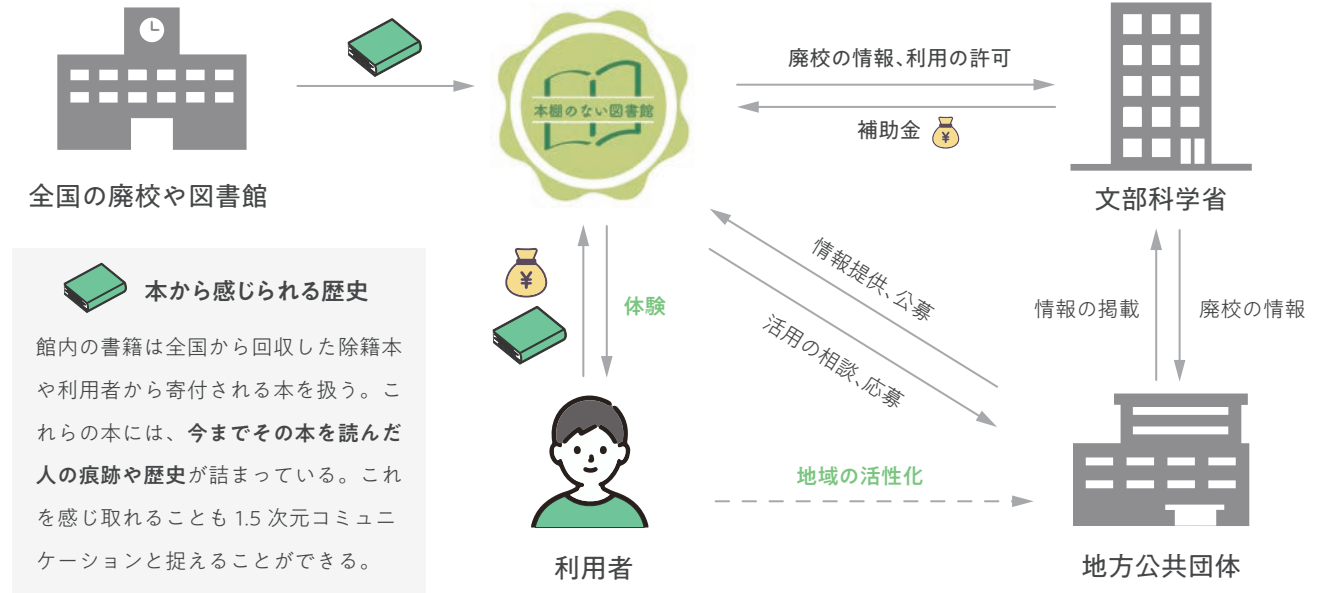 廃校の情報、利用の許可
本棚のない図書館
補助金
¥
全国の廃校や図書館
文部科学省
本から感じられる歴史
館内の書籍は全国から回収した除籍本
や利用者から寄付される本を扱う。こ
れらの本には、今までその本を読んだ
人の痕跡や歴史が詰まっている。これ
を感じ取れることも 1.5 次元コミュニ
ケーションと捉えることができる。
¥
体験
情報提供、公募
活用の相談、応募
情報の掲載
廃校の情報
地域の活性化
利用者
地方公共団体